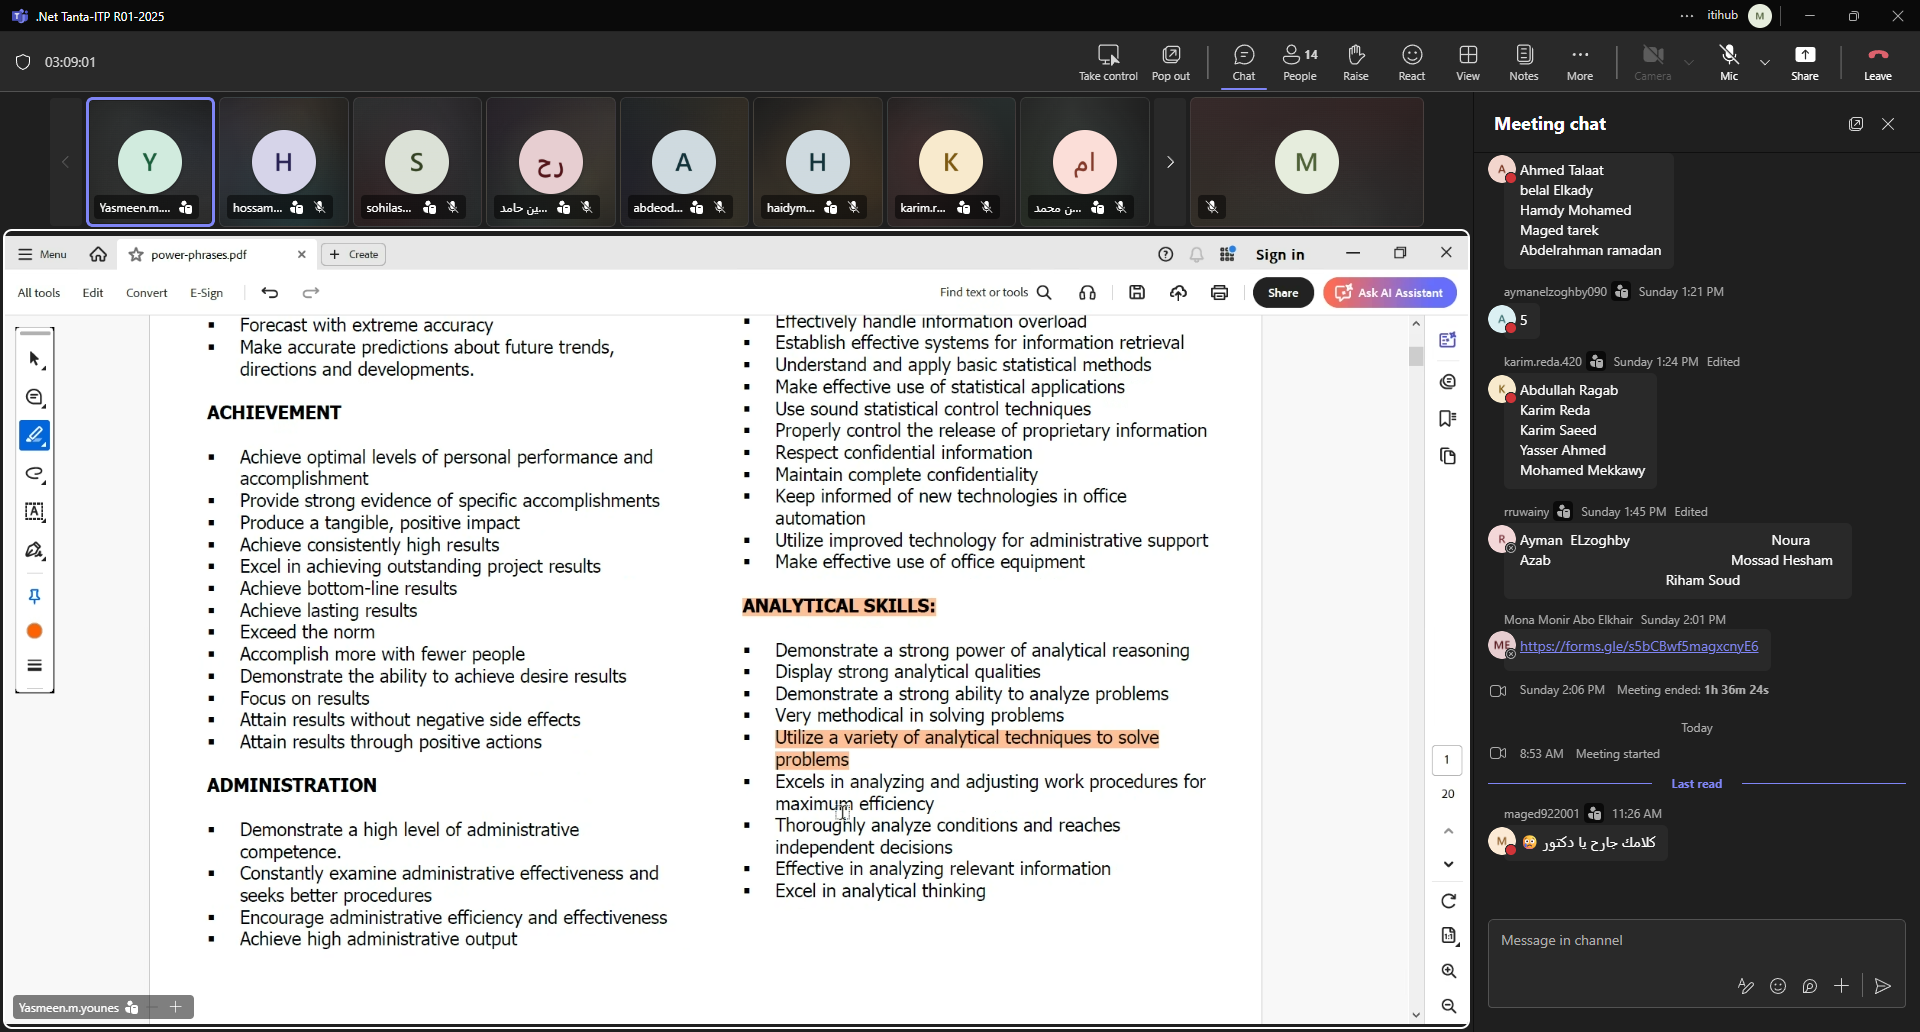 .Net Tanta-ITP R01-2025
itihub
M
03:09:01
Take control
Pop out
Chat
14
People
Raise
React
View
Notes
More
Camera
Mic
Share
Leave
Y
Yasmeen.m....
H
hossam...
S
sohilas...
رح
...ين حامد
A
abdeod...
H
haidym...
K
karim.r...
ام
...ن محمد
M
Menu
power-phrases.pdf
Create
Sign in
All tools
Edit
Convert
E-Sign
Find text or tools
Share
Ask AI Assistant
▪ Forecast with extreme accuracy
▪ Make accurate predictions about future trends,
directions and developments.
ACHIEVEMENT
▪ Achieve optimal levels of personal performance and
accomplishment
▪ Provide strong evidence of specific accomplishments
▪ Produce a tangible, positive impact
▪ Achieve consistently high results
▪ Excel in achieving outstanding project results
▪ Achieve bottom-line results
▪ Achieve lasting results
▪ Exceed the norm
▪ Accomplish more with fewer people
▪ Demonstrate the ability to achieve desire results
▪ Focus on results
▪ Attain results without negative side effects
▪ Attain results through positive actions
ADMINISTRATION
▪ Demonstrate a high level of administrative
competence.
▪ Constantly examine administrative effectiveness and
seeks better procedures
▪ Encourage administrative efficiency and effectiveness
▪ Achieve high administrative output
▪ Effectively handle information overload
▪ Establish effective systems for information retrieval
▪ Understand and apply basic statistical methods
▪ Make effective use of statistical applications
▪ Use sound statistical control techniques
▪ Properly control the release of proprietary information
▪ Respect confidential information
▪ Maintain complete confidentiality
▪ Keep informed of new technologies in office
automation
▪ Utilize improved technology for administrative support
▪ Make effective use of office equipment
ANALYTICAL SKILLS:
▪ Demonstrate a strong power of analytical reasoning
▪ Display strong analytical qualities
▪ Demonstrate a strong ability to analyze problems
▪ Very methodical in solving problems
▪ Utilize a variety of analytical techniques to solve
problems
▪ Excels in analyzing and adjusting work procedures for
maximum efficiency
▪ Thoroughly analyze conditions and reaches
independent decisions
▪ Effective in analyzing relevant information
▪ Excel in analytical thinking
1
20
Yasmeen.m.younes
Meeting chat
A
Ahmed Talaat
belal Elkady
Hamdy Mohamed
Maged tarek
Abdelrahman ramadan
aymanelzoghby090 Sunday 1:21 PM
A
5
karim.reda.420 Sunday 1:24 PM Edited
K
Abdullah Ragab
Karim Reda
Karim Saeed
Yasser Ahmed
Mohamed Mekkawy
rruwainy Sunday 1:45 PM Edited
R
Ayman ELzoghby Noura
Azab Mossad Hesham
Riham Soud
Mona Monir Abo Elkhair Sunday 2:01 PM
ME
https://forms.gle/s5bCBwf5magxcnyE6
Sunday 2:06 PM Meeting ended: 1h 36m 24s
Today
8:53 AM Meeting started
Last read
maged922001 11:26 AM
M
كلامك جارح يا دكتور 😳
Message in channel